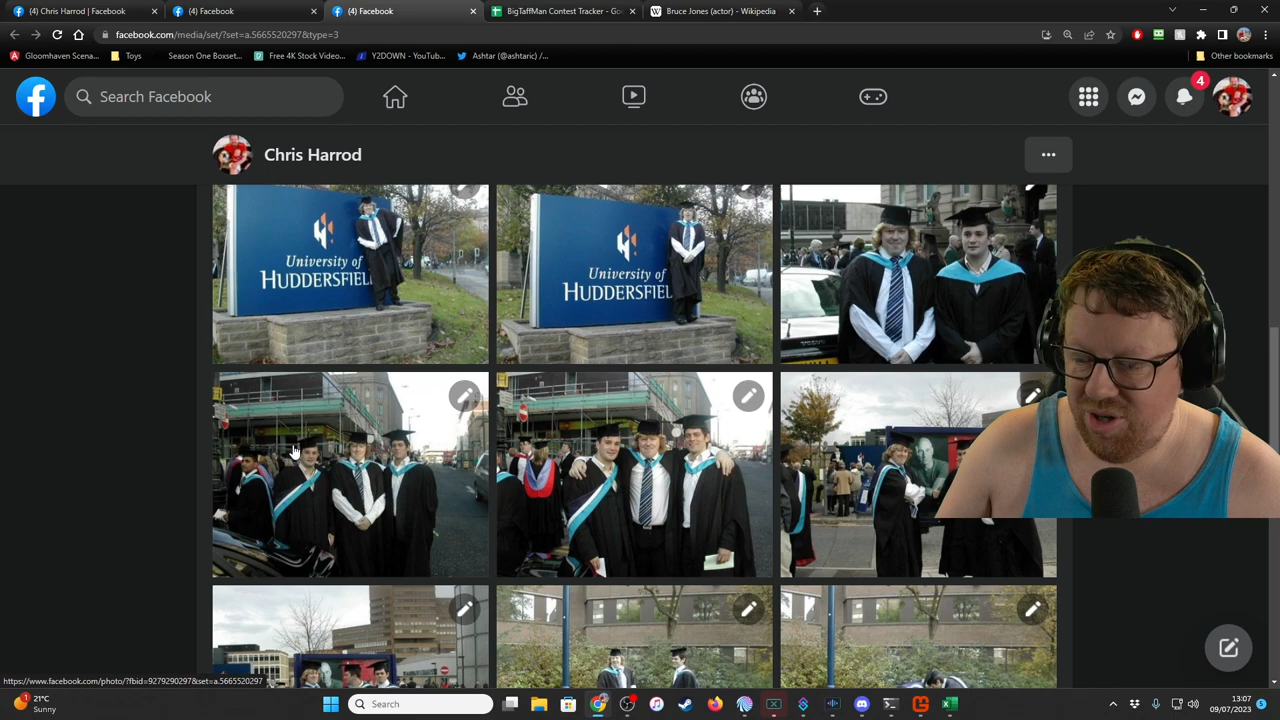 (4) Chris Harrod | Facebook
(4) Facebook
(4) Facebook
BigTaffMan Contest Tracker - Go
Bruce Jones (actor) - Wikipedia
facebook.com/media/set/?set=a.5665520297&type=3
Gloomhaven Scena...
Toys
Season One Boxset...
Free 4K Stock Video...
Y2DOWN - YouTub...
Ashtar (@ashtaric) /...
Other bookmarks
Search Facebook
4
Chris Harrod
University of
HUDDERSFIEL
University of
HUDDERSFIEL
https://www.facebook.com/photo/?fbid=9279290297&set=a.5665520297
21°C
Sunny
Search
13:07
09/07/2023